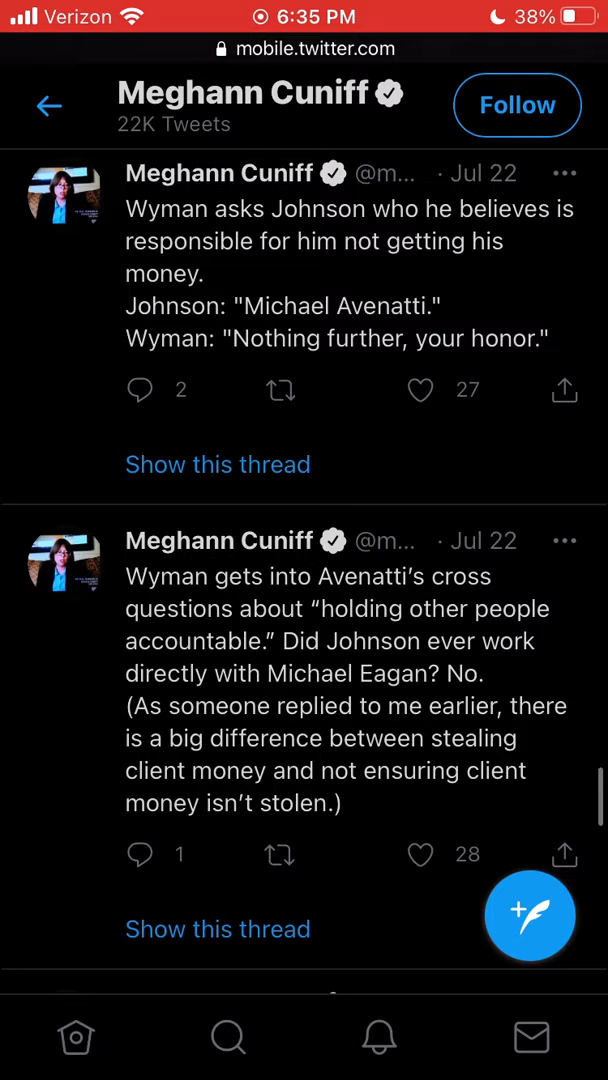 Verizon 6:35 PM 38%
mobile.twitter.com
Meghann Cuniff
22K Tweets
Follow
Meghann Cuniff @m... · Jul 22
Wyman asks Johnson who he believes is
responsible for him not getting his
money.
Johnson: "Michael Avenatti."
Wyman: "Nothing further, your honor."
2 27
Show this thread
Meghann Cuniff @m... · Jul 22
Wyman gets into Avenatti’s cross
questions about “holding other people
accountable.” Did Johnson ever work
directly with Michael Eagan? No.
(As someone replied to me earlier, there
is a big difference between stealing
client money and not ensuring client
money isn’t stolen.)
1 28
Show this thread